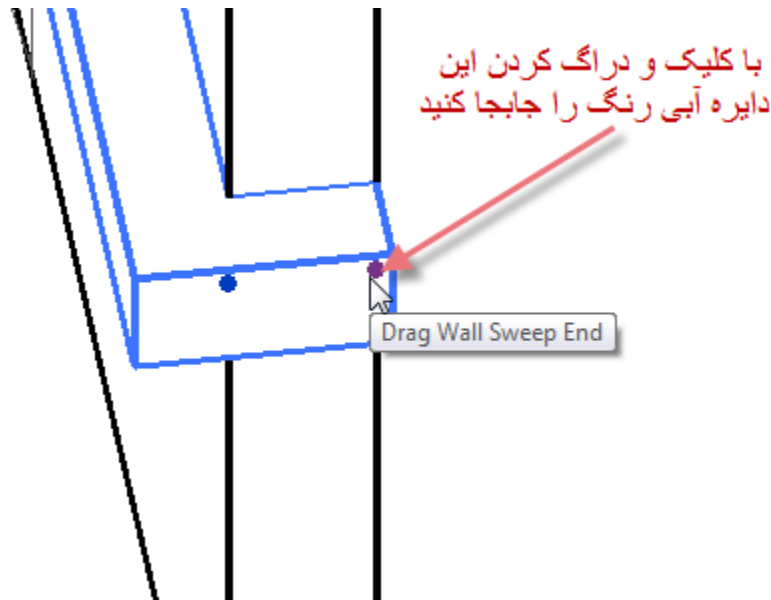 با کلیک و دراگ کردن این
دایره آبی رنگ را جابجا کنید
Drag Wall Sweep End